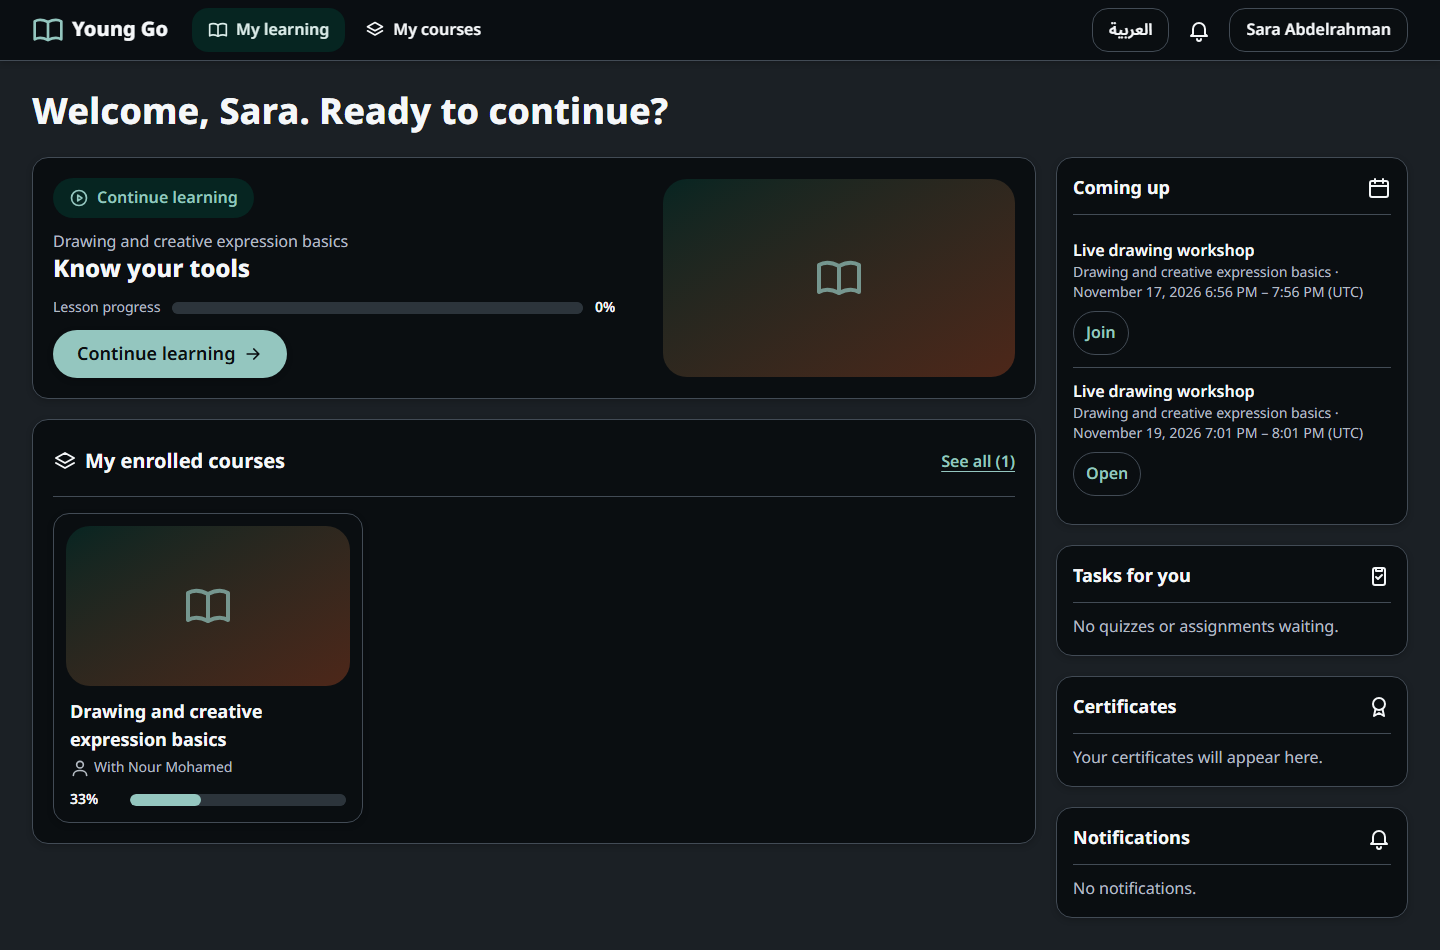 Young Go
My learning
My courses
العربية
Sara Abdelrahman
Welcome, Sara. Ready to continue?
Continue learning
Drawing and creative expression basics
Know your tools
Lesson progress
0%
Continue learning
My enrolled courses
See all (1)
Drawing and creative
expression basics
With Nour Mohamed
33%
Coming up
Live drawing workshop
Drawing and creative expression basics ·
November 17, 2026 6:56 PM – 7:56 PM (UTC)
Join
Live drawing workshop
Drawing and creative expression basics ·
November 19, 2026 7:01 PM – 8:01 PM (UTC)
Open
Tasks for you
No quizzes or assignments waiting.
Certificates
Your certificates will appear here.
Notifications
No notifications.